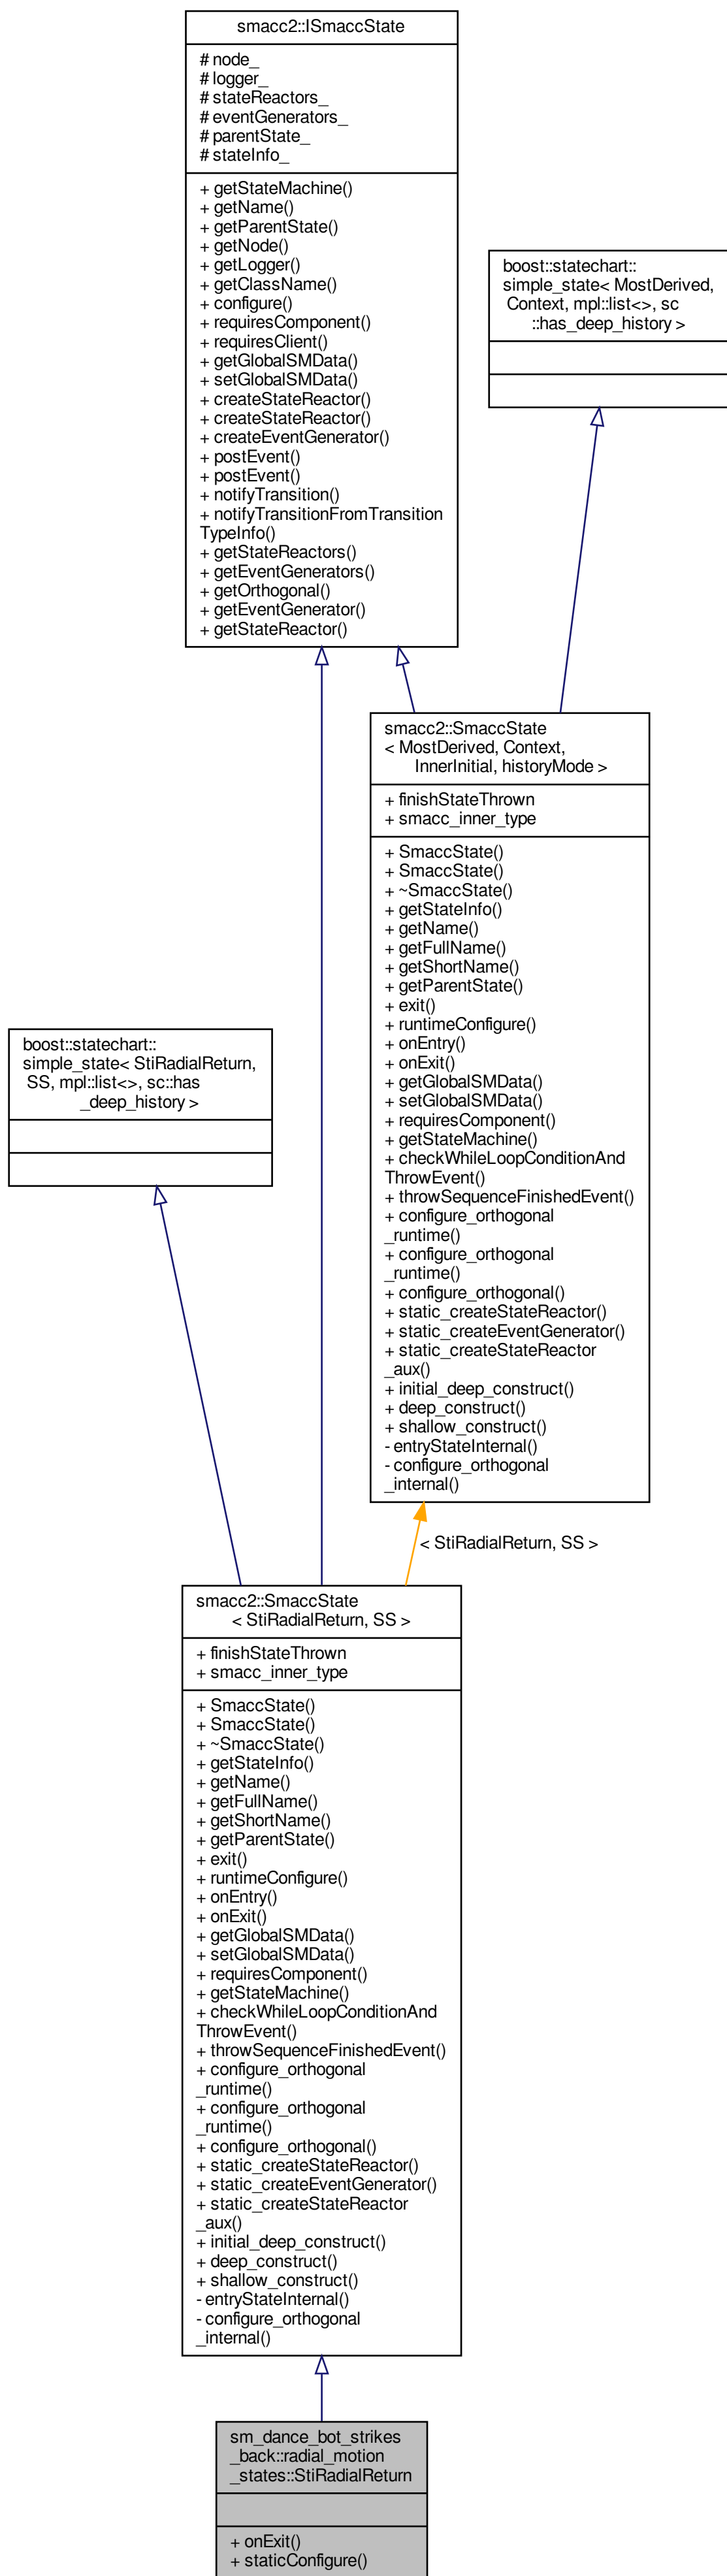 smacc2::ISmaccState
# node_
# logger_
# stateReactors_
# eventGenerators_
# parentState_
# stateInfo_
+ getStateMachine()
+ getName()
+ getParentState()
+ getNode()
+ getLogger()
+ getClassName()
+ configure()
+ requiresComponent()
+ requiresClient()
+ getGlobalSMData()
+ setGlobalSMData()
+ createStateReactor()
+ createStateReactor()
+ createEventGenerator()
+ postEvent()
+ postEvent()
+ notifyTransition()
+ notifyTransitionFromTransition
TypeInfo()
+ getStateReactors()
+ getEventGenerators()
+ getOrthogonal()
+ getEventGenerator()
+ getStateReactor()
boost::statechart::
simple_state< MostDerived,
Context, mpl::list<>, sc
::has_deep_history >
smacc2::SmaccState
< MostDerived, Context,
InnerInitial, historyMode >
+ finishStateThrown
+ smacc_inner_type
+ SmaccState()
+ SmaccState()
+ ~SmaccState()
+ getStateInfo()
+ getName()
+ getFullName()
+ getShortName()
+ getParentState()
+ exit()
+ runtimeConfigure()
+ onEntry()
+ onExit()
+ getGlobalSMData()
+ setGlobalSMData()
+ requiresComponent()
+ getStateMachine()
+ checkWhileLoopConditionAnd
ThrowEvent()
+ throwSequenceFinishedEvent()
+ configure_orthogonal
_runtime()
+ configure_orthogonal
_runtime()
+ configure_orthogonal()
+ static_createStateReactor()
+ static_createEventGenerator()
+ static_createStateReactor
_aux()
+ initial_deep_construct()
+ deep_construct()
+ shallow_construct()
- entryStateInternal()
- configure_orthogonal
_internal()
boost::statechart::
simple_state< StiRadialReturn,
SS, mpl::list<>, sc::has
_deep_history >
< StiRadialReturn, SS >
smacc2::SmaccState
< StiRadialReturn, SS >
+ finishStateThrown
+ smacc_inner_type
+ SmaccState()
+ SmaccState()
+ ~SmaccState()
+ getStateInfo()
+ getName()
+ getFullName()
+ getShortName()
+ getParentState()
+ exit()
+ runtimeConfigure()
+ onEntry()
+ onExit()
+ getGlobalSMData()
+ setGlobalSMData()
+ requiresComponent()
+ getStateMachine()
+ checkWhileLoopConditionAnd
ThrowEvent()
+ throwSequenceFinishedEvent()
+ configure_orthogonal
_runtime()
+ configure_orthogonal
_runtime()
+ configure_orthogonal()
+ static_createStateReactor()
+ static_createEventGenerator()
+ static_createStateReactor
_aux()
+ initial_deep_construct()
+ deep_construct()
+ shallow_construct()
- entryStateInternal()
- configure_orthogonal
_internal()
sm_dance_bot_strikes
_back::radial_motion
_states::StiRadialReturn
+ onExit()
+ staticConfigure()